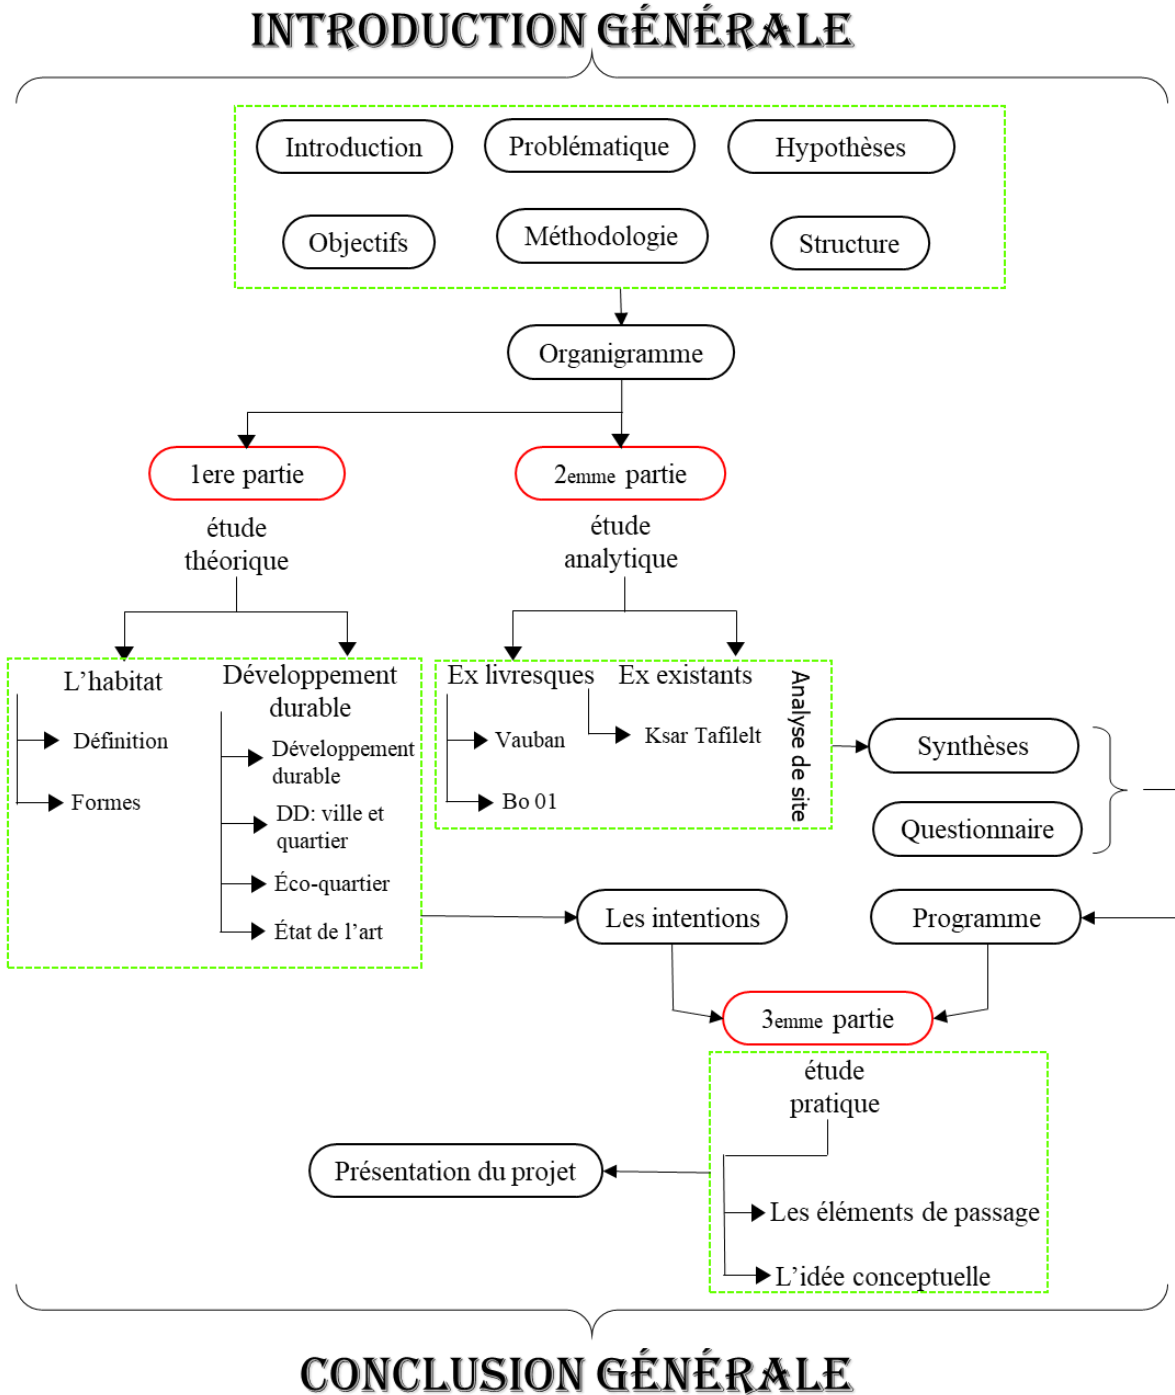 INTRODUCTION GÉNÉRALE
Introduction
Problématique
Hypothèses
Objectifs
Méthodologie
Structure
Organigramme
1ere partie
2emme partie
étude
théorique
étude
analytique
L’habitat
Définition
Formes
Développement
durable
Développement
durable
DD: ville et
quartier
Éco-quartier
État de l’art
Ex livresques
Vauban
Bo 01
Ex existants
Ksar Tafilelt
Analyse de site
Synthèses
Questionnaire
Les intentions
Programme
3emme partie
étude
pratique
Présentation du projet
Les éléments de passage
L’idée conceptuelle
CONCLUSION GÉNÉRALE